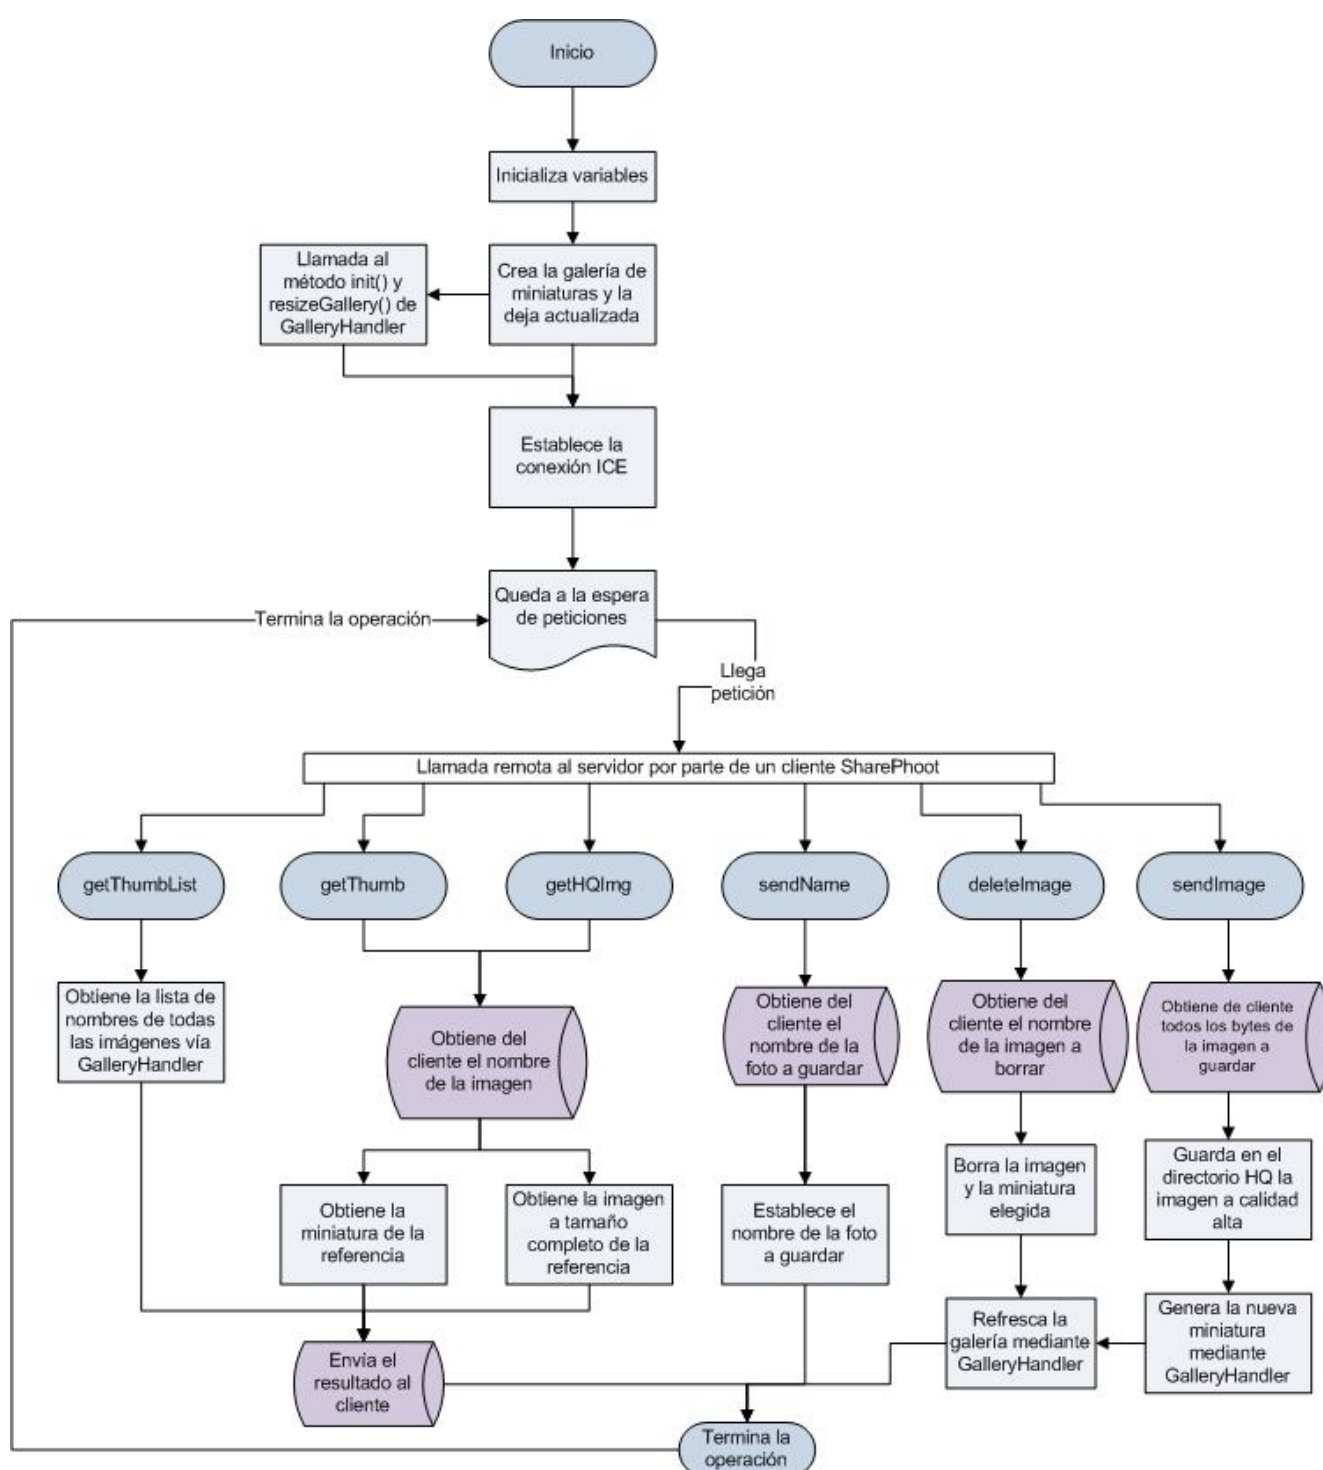 Inicio
Inicializa variables
Llamada al
método init() y
resizeGallery() de
GalleryHandler
Crea la galería de
miniaturas y la
deja actualizada
Establece la
conexión ICE
Termina la operación
Queda a la espera
de peticiones
Llega
petición
Llamada remota al servidor por parte de un cliente SharePhoot
getThumbList
getThumb
getHQImg
sendName
deleteImage
sendImage
Obtiene la lista de
nombres de todas
las imágenes vía
GalleryHandler
Obtiene del
cliente el nombre
de la imagen
Obtiene del
cliente el
nombre de la
foto a guardar
Obtiene del
cliente el nombre
de la imagen a
borrar
Obtiene de cliente
todos los bytes de
la imagen a
guardar
Obtiene la
miniatura de la
referencia
Obtiene la imagen
a tamaño
completo de la
referencia
Establece el
nombre de la foto
a guardar
Borra la imagen
y la miniatura
elegida
Guarda en el
directorio HQ la
imagen a calidad
alta
Envia el
resultado al
cliente
Refresca la
galería mediante
GalleryHandler
Genera la nueva
miniatura
mediante
GalleryHandler
Termina la
operación